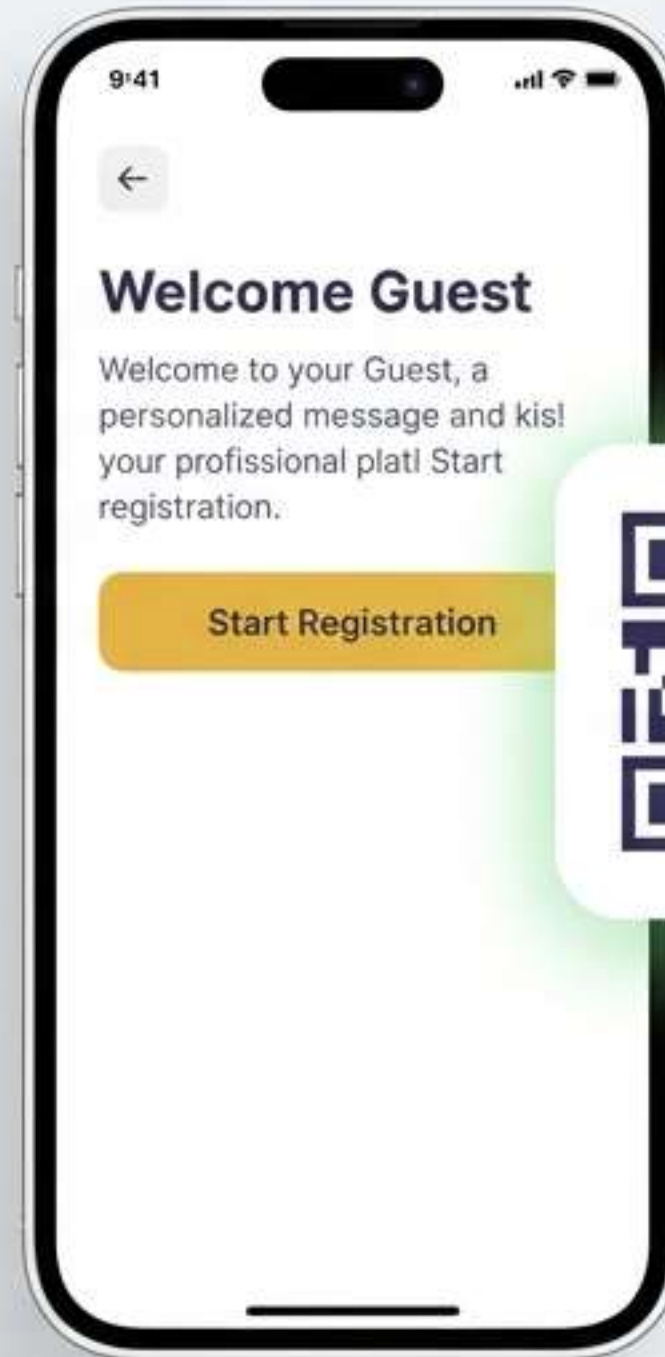 9:41
Welcome Guest
Welcome to your Guest, a
personalized message and kis!
your profissional platl Start
registration.
Start Registration